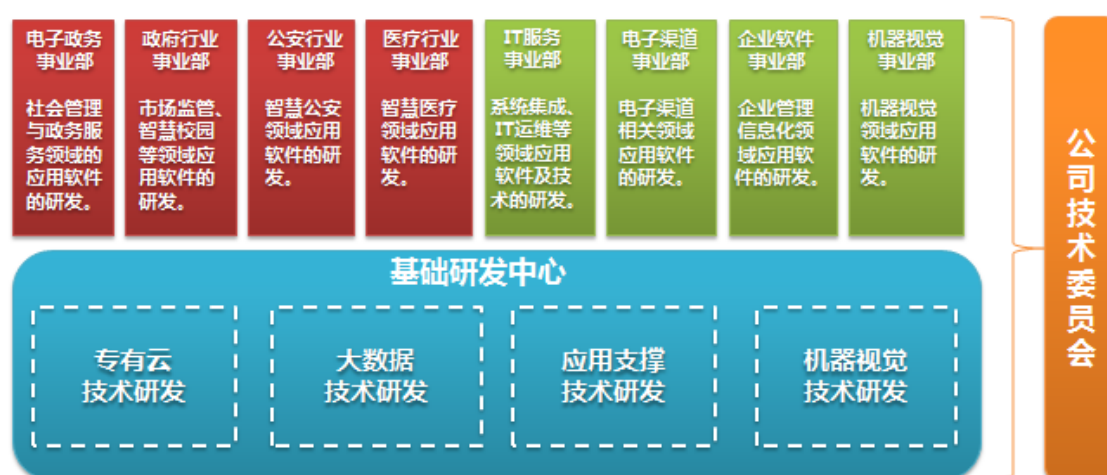 电子政务
事业部
社会管理
与政务服
务领域的
应用软件
的研发。
政府行业
事业部
市场监管、
智慧校园
等领域应
用软件的
研发。
公安行业
事业部
智慧公安
领域应用
软件的研
发。
医疗行业
事业部
智慧医疗
领域应用
软件的研
发。
IT服务
事业部
系统集成、
IT运维等
领域应用
软件及技
术的研发。
电子渠道
事业部
电子渠道
相关领域
应用软件
的研发。
企业软件
事业部
企业管理
信息化领
域应用软
件的研发。
机器视觉
事业部
机器视觉
领域应用
软件的研
发。
基础研发中心
专有云
技术研发
大数据
技术研发
应用支撑
技术研发
机器视觉
技术研发
公司技术委员会